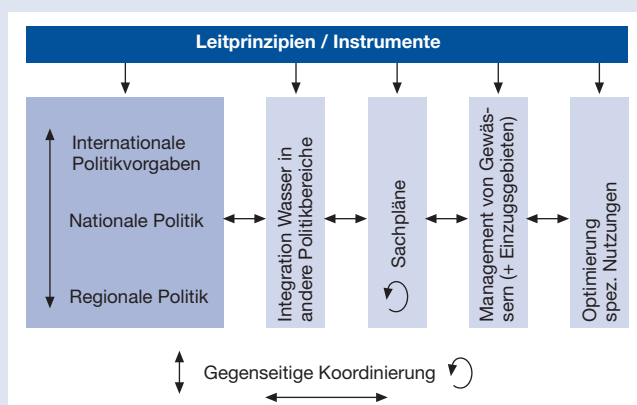 Leitprinzipien / Instrumente
Internationale
Politikvorgaben
Nationale Politik
Regionale Politik
Integration Wasser in
andere Politikbereiche
Sachpläne
Management von Gewäs-
sern (+ Einzugsgebieten)
Optimierung
spez. Nutzungen
Gegenseitige Koordinierung